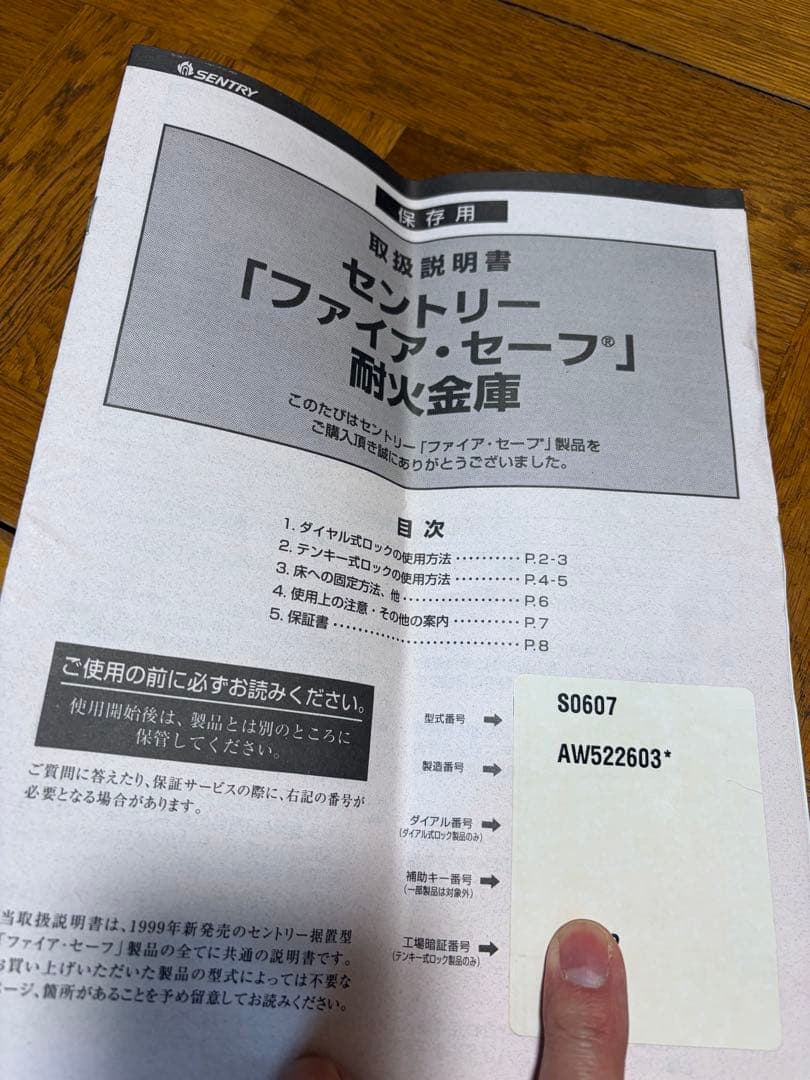 SENTRY
保存用
取扱説明書
セントリー
「ファイア・セーフ®」
耐火金庫
このたびはセントリー「ファイア・セーフ®」製品を
ご購入頂き誠にありがとうございました。
目次
1. ダイヤル式ロックの使用方法 ·········· P.2-3
2. テンキー式ロックの使用方法 ·········· P.4-5
3. 床への固定方法、他 ·················· P.6
4. 使用上の注意・その他の案内 ·········· P.7
5. 保証書 ···························· P.8
ご使用の前に必ずお読みください。
使用開始後は、製品とは別のところに
保管してください。
ご質問に答えたり、保証サービスの際に、右記の番号が
必要となる場合があります。
型式番号 ➡ S0607
製造番号 ➡ AW522603*
ダイアル番号 ➡
(ダイアル式ロック製品のみ)
補助キー番号 ➡
(一部製品は対象外)
工場暗証番号 ➡
(テンキー式ロック製品のみ)
当取扱説明書は、1999年新発売のセントリー据置型
「ファイア・セーフ」製品の全てに共通の説明書です。
お買い上げいただいた製品の型式によっては不要な
ページ、箇所があることを予め留意してお読みください。